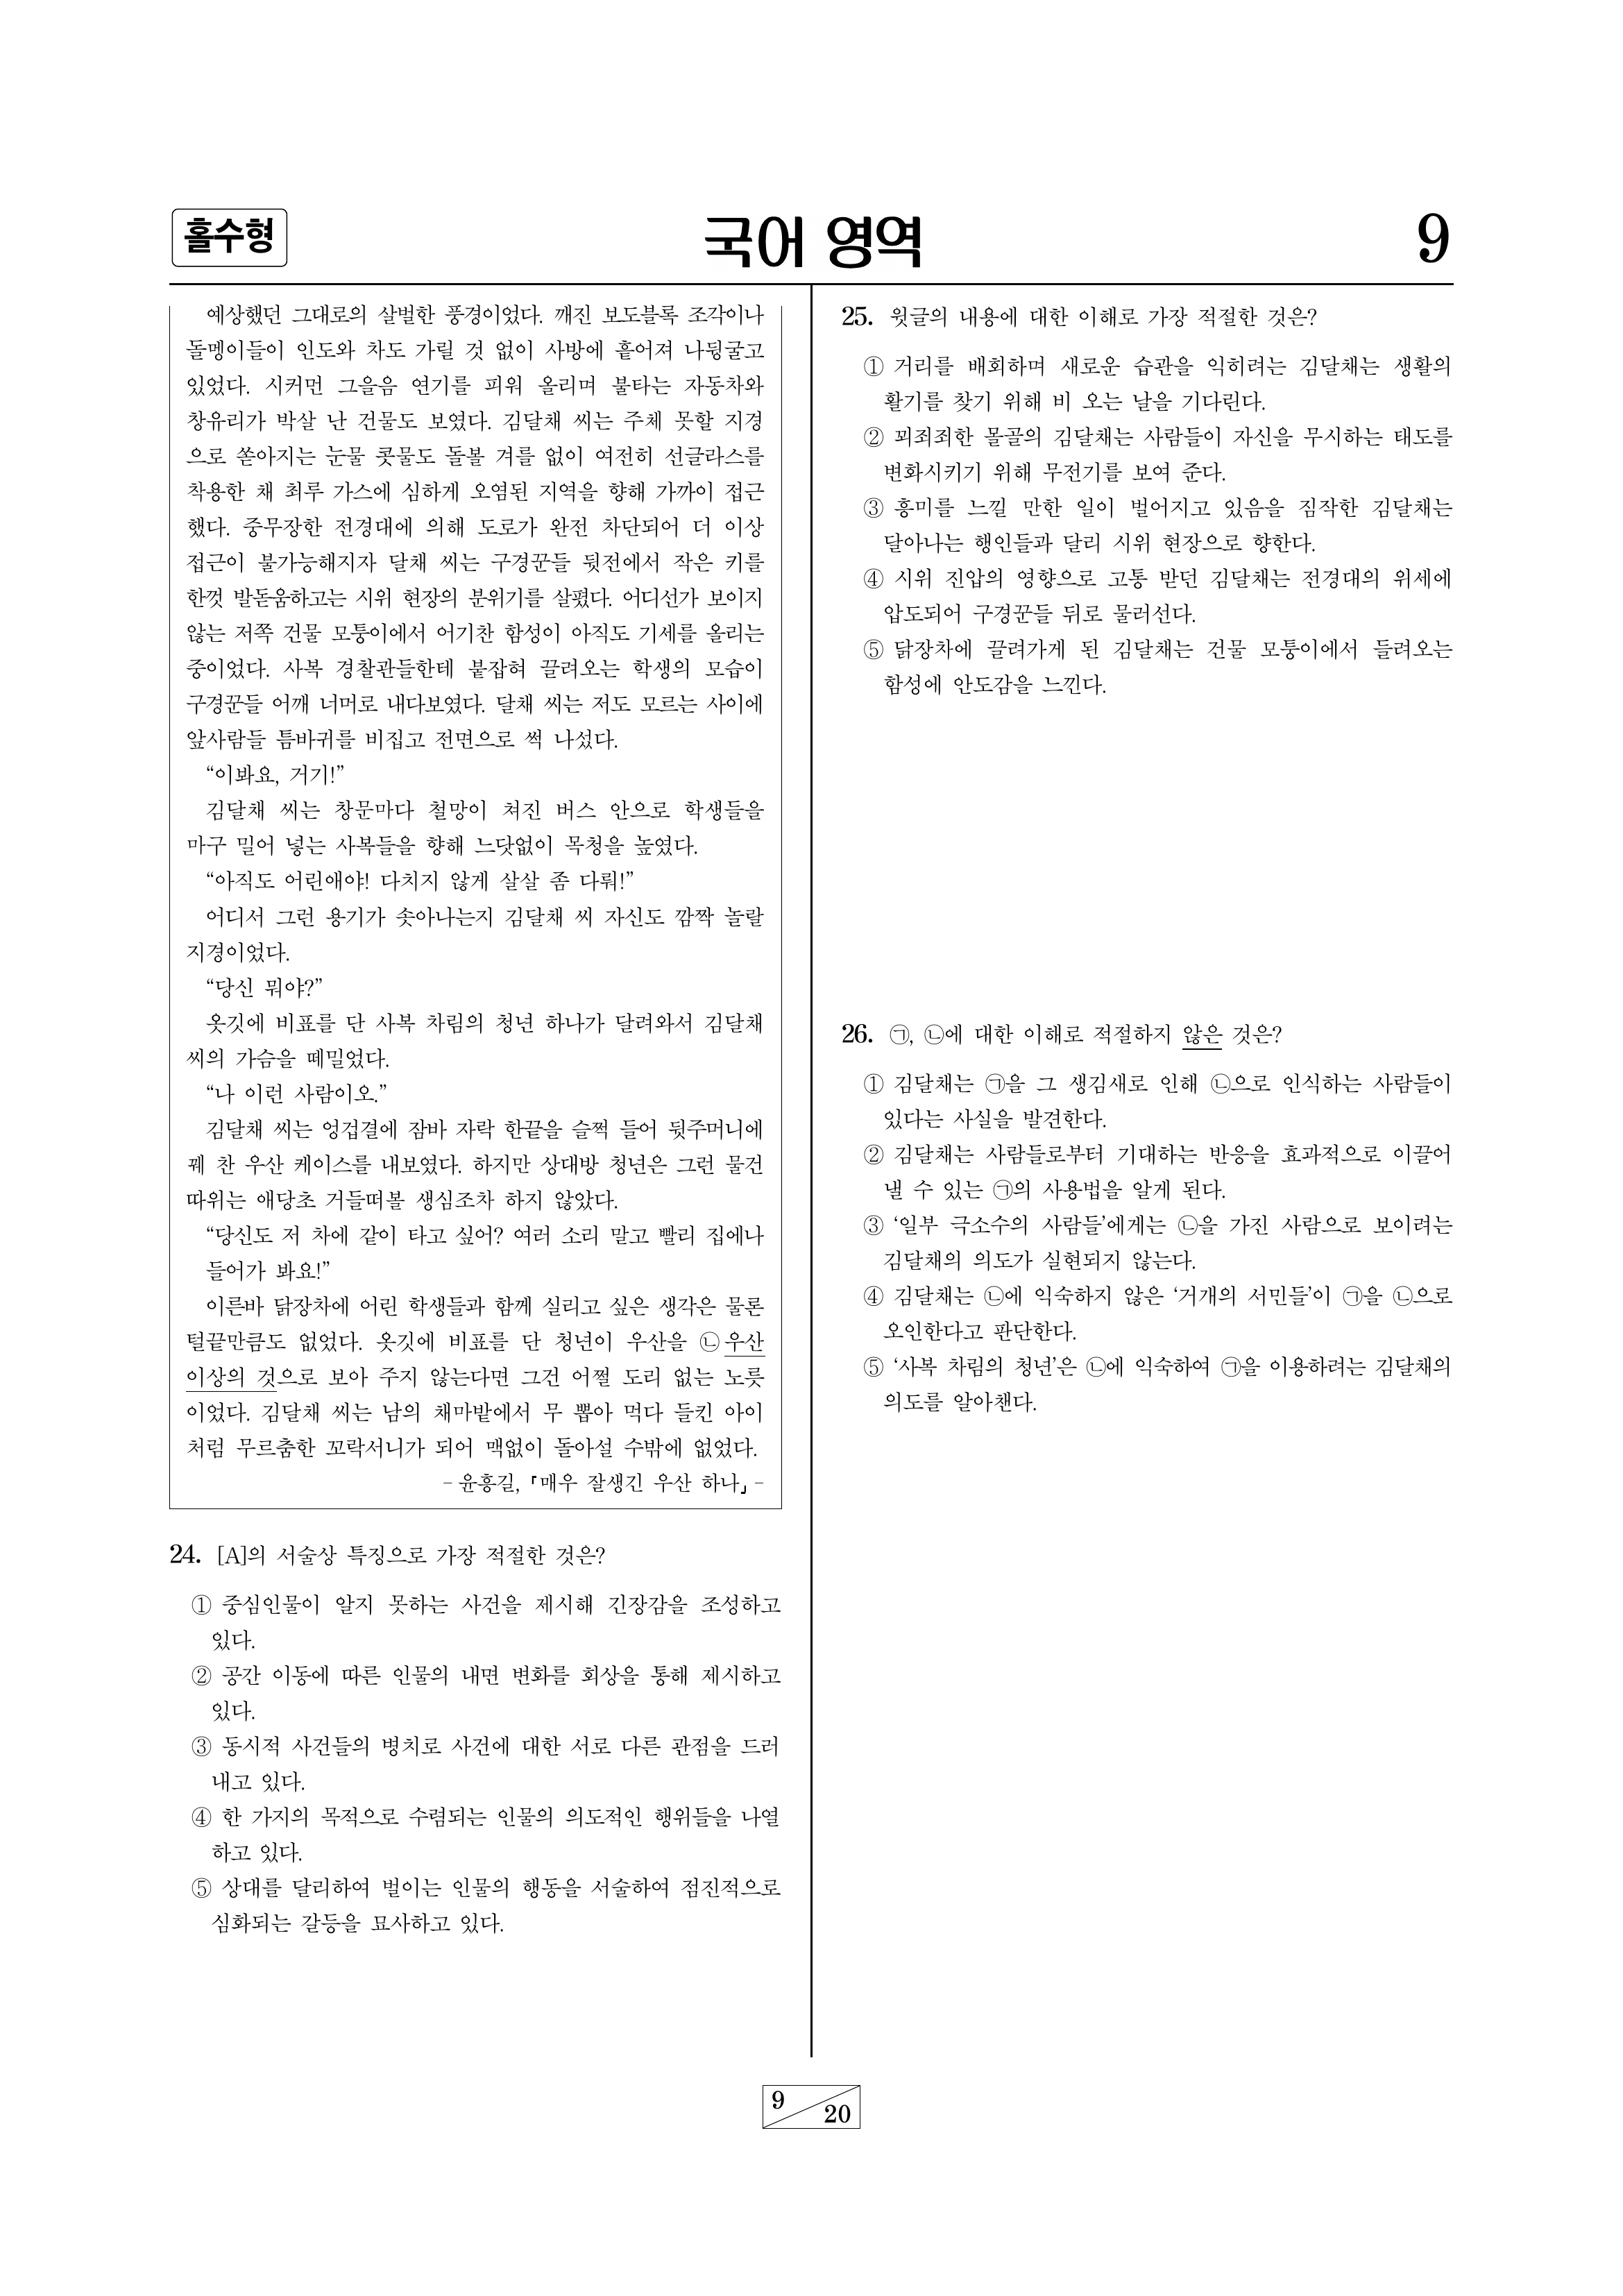 홀수형
국어 영역
9
예상했던 그대로의 살벌한 풍경이었다. 깨진 보도블록 조각이나
돌멩이들이 인도와 차도 가릴 것 없이 사방에 흩어져 나뒹굴고
있었다. 시커먼 그을음 연기를 피워 올리며 불타는 자동차와
창유리가 박살 난 건물도 보였다. 김달채 씨는 주체 못할 지경
으로 쏟아지는 눈물 콧물도 돌볼 겨를 없이 여전히 선글라스를
착용한 채 최루 가스에 심하게 오염된 지역을 향해 가까이 접근
했다. 중무장한 전경대에 의해 도로가 완전 차단되어 더 이상
접근이 불가능해지자 달채 씨는 구경꾼들 뒷전에서 작은 키를
한껏 발돋움하고는 시위 현장의 분위기를 살폈다. 어디선가 보이지
않는 저쪽 건물 모퉁이에서 어기찬 함성이 아직도 기세를 올리는
중이었다. 사복 경찰관들한테 붙잡혀 끌려오는 학생의 모습이
구경꾼들 어깨 너머로 내다보였다. 달채 씨는 저도 모르는 사이에
앞사람들 틈바귀를 비집고 전면으로 썩 나섰다.
“이봐요, 거기!”
김달채 씨는 창문마다 철망이 쳐진 버스 안으로 학생들을
마구 밀어 넣는 사복들을 향해 느닷없이 목청을 높였다.
“아직도 어린애야! 다치지 않게 살살 좀 다뤄!”
어디서 그런 용기가 솟아나는지 김달채 씨 자신도 깜짝 놀랄
지경이었다.
“당신 뭐야?”
옷깃에 비표를 단 사복 차림의 청년 하나가 달려와서 김달채
씨의 가슴을 떼밀었다.
“나 이런 사람이오.”
김달채 씨는 엉겁결에 잠바 자락 한끝을 슬쩍 들어 뒷주머니에
꿰 찬 우산 케이스를 내보였다. 하지만 상대방 청년은 그런 물건
따위는 애당초 거들떠볼 생심조차 하지 않았다.
“당신도 저 차에 같이 타고 싶어? 여러 소리 말고 빨리 집에나
들어가 봐요!”
이른바 닭장차에 어린 학생들과 함께 실리고 싶은 생각은 물론
털끝만큼도 없었다. 옷깃에 비표를 단 청년이 우산을 ㉡우산
이상의 것으로 보아 주지 않는다면 그건 어쩔 도리 없는 노릇
이었다. 김달채 씨는 남의 채마밭에서 무 뽑아 먹다 들킨 아이
처럼 무르춤한 꼬락서니가 되어 맥없이 돌아설 수밖에 없었다.
- 윤흥길, 「매우 잘생긴 우산 하나」 -
24. [A]의 서술상 특징으로 가장 적절한 것은?
① 중심인물이 알지 못하는 사건을 제시해 긴장감을 조성하고
있다.
② 공간 이동에 따른 인물의 내면 변화를 회상을 통해 제시하고
있다.
③ 동시적 사건들의 병치로 사건에 대한 서로 다른 관점을 드러
내고 있다.
④ 한 가지의 목적으로 수렴되는 인물의 의도적인 행위들을 나열
하고 있다.
⑤ 상대를 달리하여 벌이는 인물의 행동을 서술하여 점진적으로
심화되는 갈등을 묘사하고 있다.
25. 윗글의 내용에 대한 이해로 가장 적절한 것은?
① 거리를 배회하며 새로운 습관을 익히려는 김달채는 생활의
활기를 찾기 위해 비 오는 날을 기다린다.
② 꾀죄죄한 몰골의 김달채는 사람들이 자신을 무시하는 태도를
변화시키기 위해 무전기를 보여 준다.
③ 흥미를 느낄 만한 일이 벌어지고 있음을 짐작한 김달채는
달아나는 행인들과 달리 시위 현장으로 향한다.
④ 시위 진압의 영향으로 고통 받던 김달채는 전경대의 위세에
압도되어 구경꾼들 뒤로 물러선다.
⑤ 닭장차에 끌려가게 된 김달채는 건물 모퉁이에서 들려오는
함성에 안도감을 느낀다.
26. ㉠, ㉡에 대한 이해로 적절하지 않은 것은?
① 김달채는 ㉠을 그 생김새로 인해 ㉡으로 인식하는 사람들이
있다는 사실을 발견한다.
② 김달채는 사람들로부터 기대하는 반응을 효과적으로 이끌어
낼 수 있는 ㉠의 사용법을 알게 된다.
③ ‘일부 극소수의 사람들’에게는 ㉡을 가진 사람으로 보이려는
김달채의 의도가 실현되지 않는다.
④ 김달채는 ㉡에 익숙하지 않은 ‘거개의 서민들’이 ㉠을 ㉡으로
오인한다고 판단한다.
⑤ ‘사복 차림의 청년’은 ㉡에 익숙하여 ㉠을 이용하려는 김달채의
의도를 알아챈다.
9
20